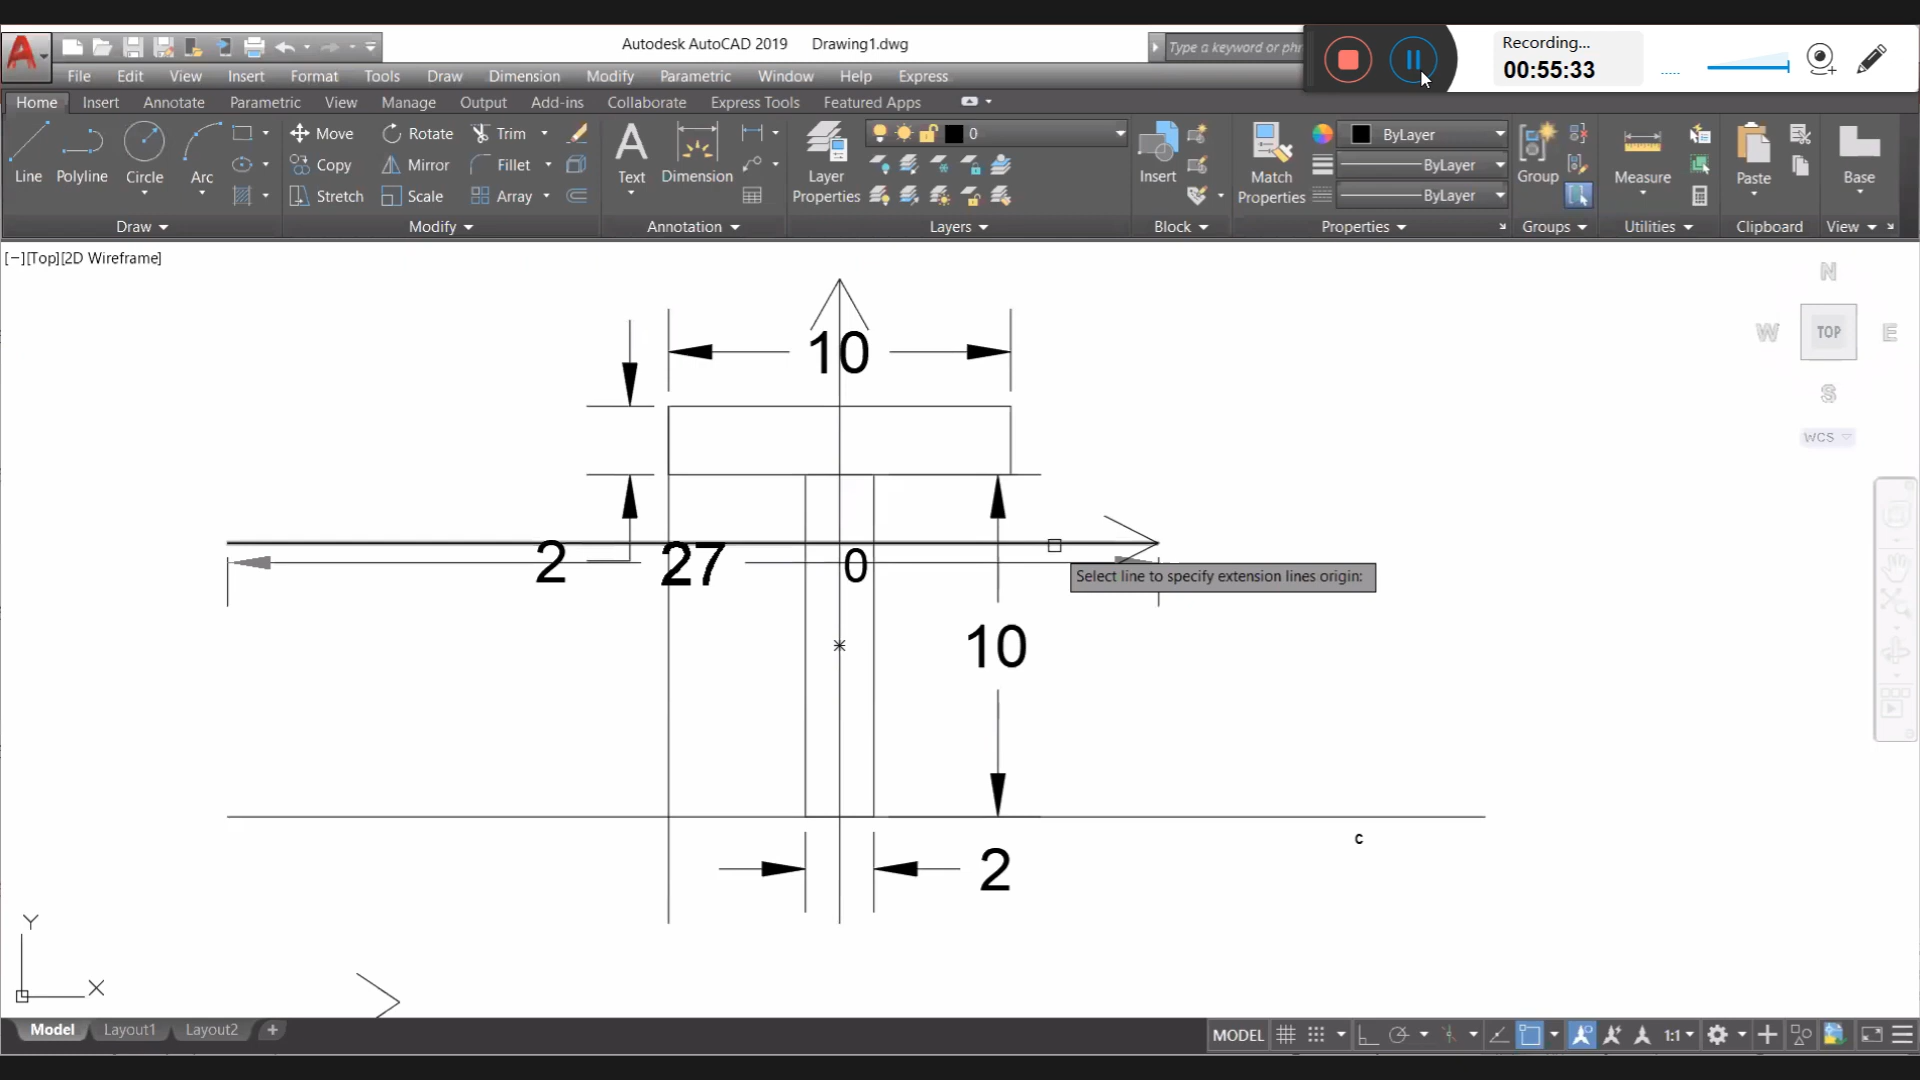 Autodesk AutoCAD 2019 Drawing1.dwg
Type a keyword or phr
Recording...
00:55:33
File Edit View Insert Format Tools Draw Dimension Modify Parametric Window Help Express
Home Insert Annotate Parametric View Manage Output Add-ins Collaborate Express Tools Featured Apps
Line Polyline Circle Arc
Move Rotate Trim
Copy Mirror Fillet
Stretch Scale Array
Text Dimension
Layer Properties
0
Insert
Match Properties
ByLayer
ByLayer
ByLayer
Group
Measure
Paste
Base
Draw Modify Annotation Layers Block Properties Groups Utilities Clipboard View
[−][Top][2D Wireframe]
N
W TOP E
S
WCS
10
2 27 0
Select line to specify extension lines origin:
10
C
2
Y
X
Model Layout1 Layout2 +
MODEL 1:1